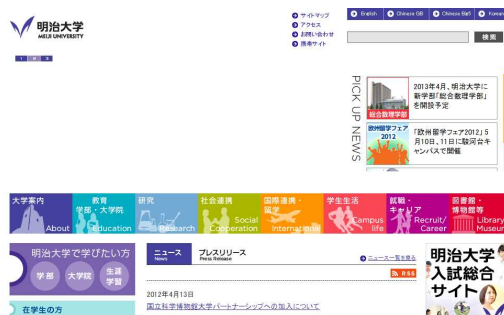 明治大学
MEIJI UNIVERSITY
サイトマップ
アクセス
お問い合わせ
携帯サイト
English
Chinese GB
Chinese Big5
Korean
検索
1 2 3
PICK UP NEWS
総合数理学部
2013年4月、明治大学に
新学部「総合数理学部」
を開設予定
欧州留学フェア
2012
「欧州留学フェア2012」5
月10日、11日に駿河台キ
ャンパスで開催
大学案内
About
教育
学部・大学院
Education
研究
Research
社会連携
Social
Cooperation
国際連携・
留学
International
学生生活
Campus
life
就職・
キャリア
Recruit/
Career
図書館・
博物館等
Library
Museum
明治大学で学びたい方
学部
大学院
生涯
学習
在学生の方
ニュース
News
プレスリリース
Press Release
ニュース一覧を見る
RSS
2012年4月13日
国立科学博物館大学パートナーシップへの加入について
明治大学
入試総合
サイト